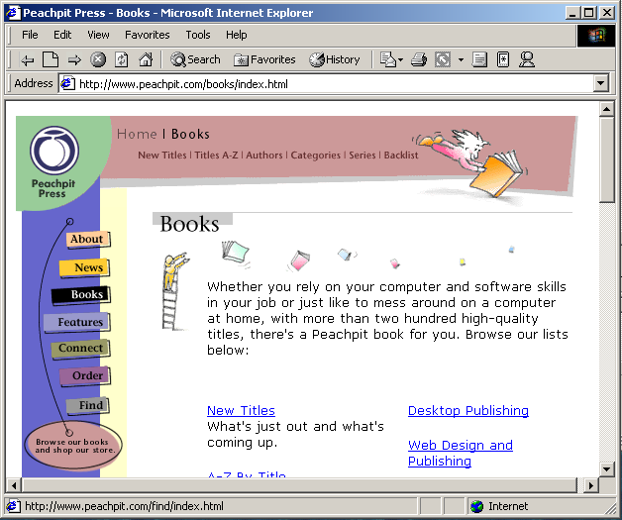 Peachpit Press - Books - Microsoft Internet Explorer
File Edit View Favorites Tools Help
Search Favorites History
Address http://www.peachpit.com/books/index.html
Peachpit
Press
Home | Books
New Titles | Titles A-Z | Authors | Categories | Series | Backlist
Books
About
News
Books
Features
Connect
Order
Find
Browse our books
and shop our store.
Whether you rely on your computer and software skills
in your job or just like to mess around on a computer
at home, with more than two hundred high-quality
titles, there's a Peachpit book for you. Browse our lists
below:
New Titles
What's just out and what's
coming up.
A-Z By Title
Desktop Publishing
Web Design and
Publishing
http://www.peachpit.com/find/index.html
Internet